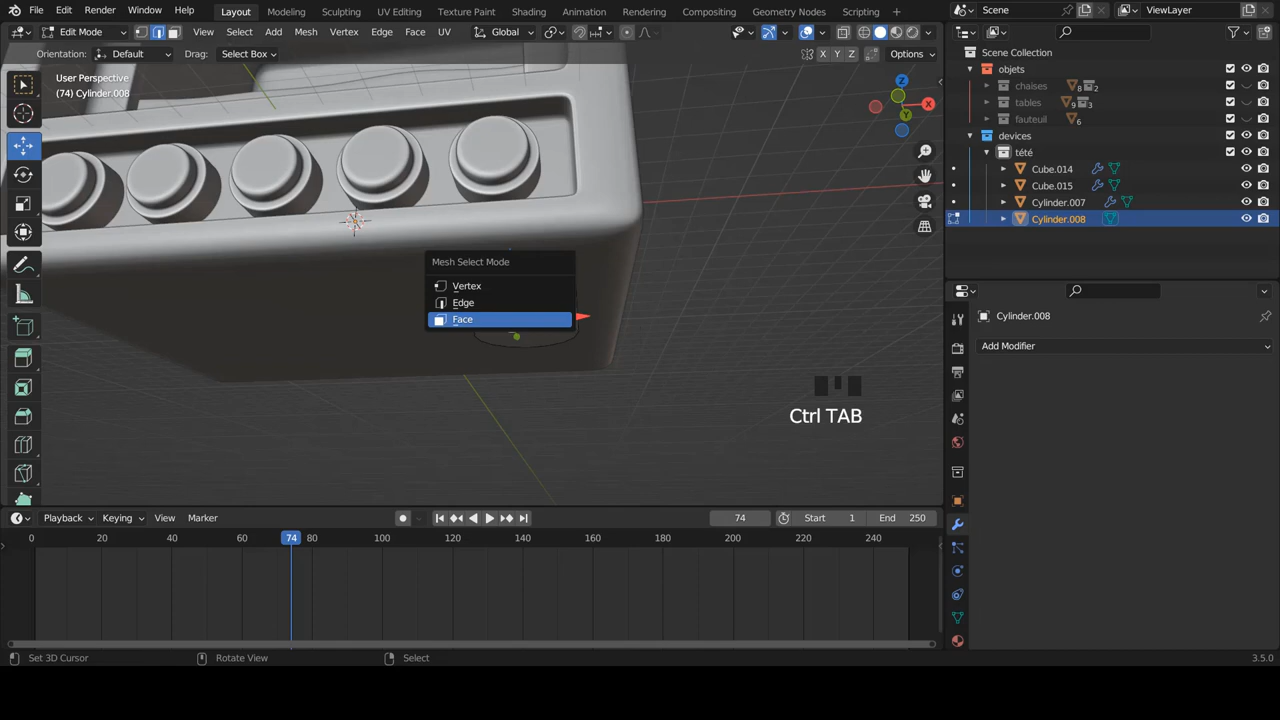 File Edit Render Window Help Layout Modeling Sculpting UV Editing Texture Paint Shading Animation Rendering Compositing Geometry Nodes Scripting + Scene ViewLayer
Edit Mode View Select Add Mesh Vertex Edge Face UV Global
Orientation: Default Drag: Select Box X Y Z Options
Scene Collection
objets
chaises 8 2
tables 9 3
fauteuil 6
devices
tété
Cube.014
Cube.015
Cylinder.007
Cylinder.008
User Perspective
(74) Cylinder.008
Z
X
Y
Mesh Select Mode
Vertex
Edge
Face
Ctrl TAB
Cylinder.008
Add Modifier
Playback Keying View Marker 74 Start 1 End 250
0 20 40 60 74 80 100 120 140 160 180 200 220 240
Set 3D Cursor Rotate View Select 3.5.0